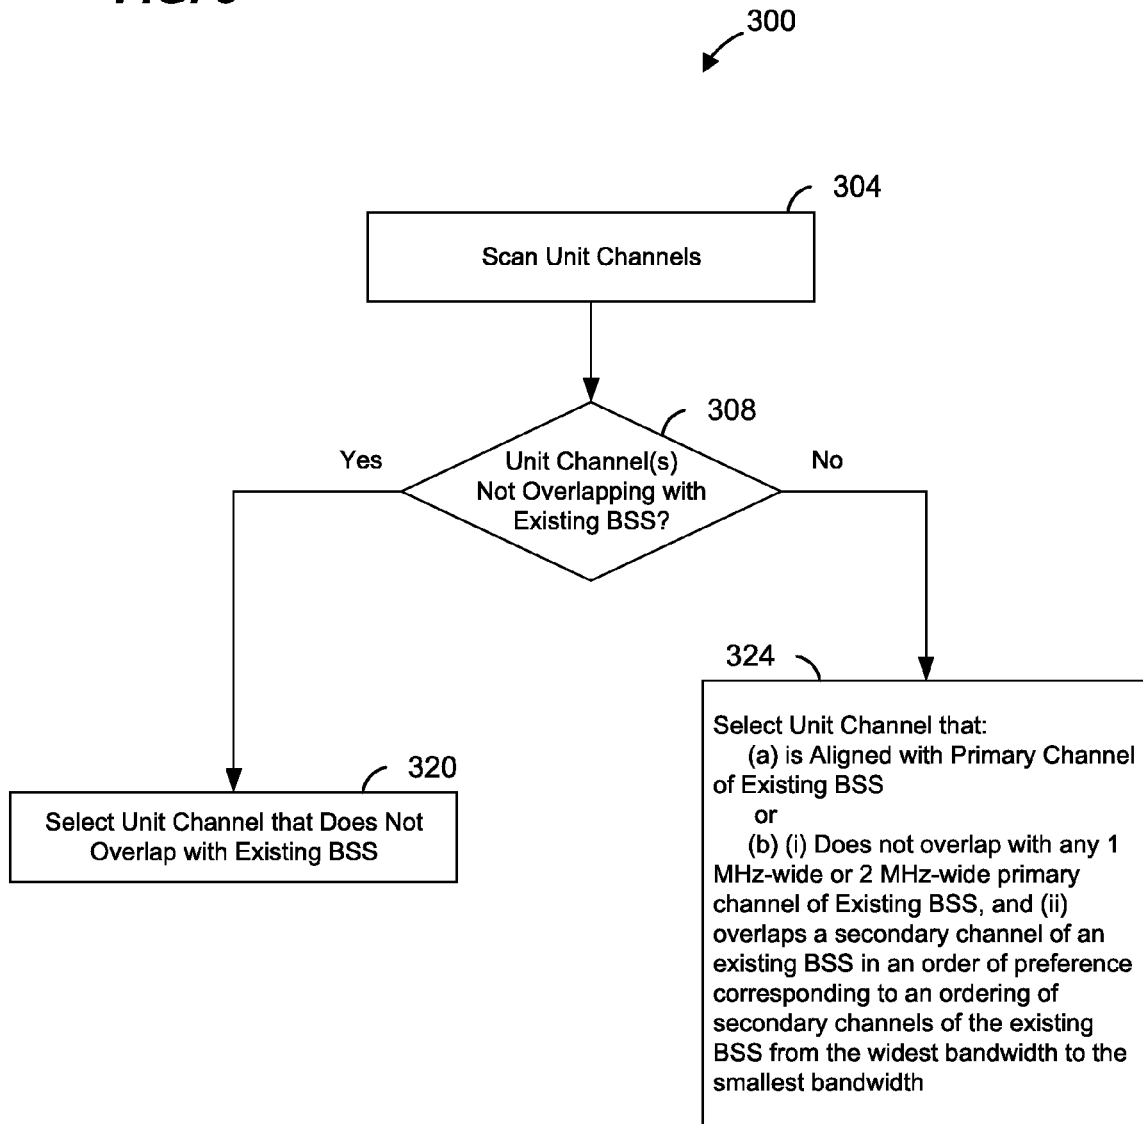 300
304
Scan Unit Channels
308
Yes
No
Unit Channel(s)
Not Overlapping with
Existing BSS?
324
Select Unit Channel that:
(a) is Aligned with Primary Channel
of Existing BSS
or
(b) (i) Does not overlap with any 1
MHz-wide or 2 MHz-wide primary
channel of Existing BSS, and (ii)
overlaps a secondary channel of an
existing BSS in an order of preference
corresponding to an ordering of
secondary channels of the existing
BSS from the widest bandwidth to the
smallest bandwidth
320
Select Unit Channel that Does Not
Overlap with Existing BSS